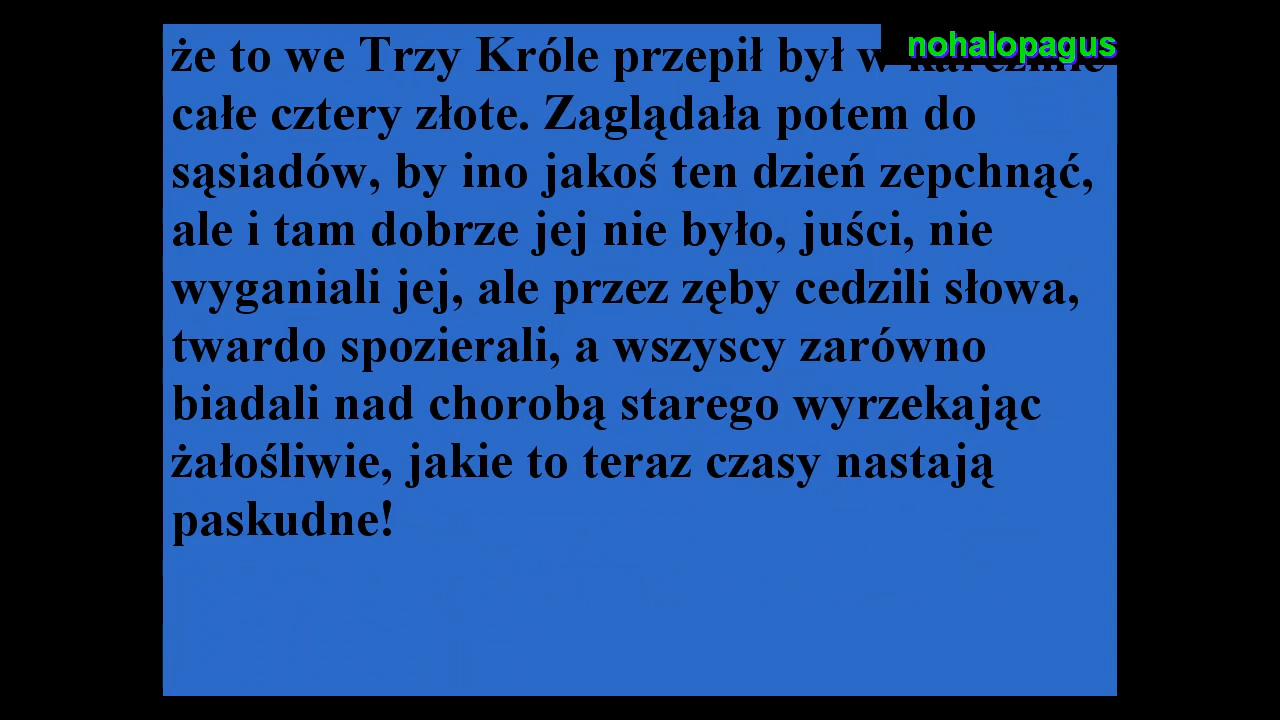 że to we Trzy Króle przepił był w
nohalopagus
całe cztery złote. Zaglądała potem do
sąsiadów, by ino jakoś ten dzień zepchnąć,
ale i tam dobrze jej nie było, juści, nie
wyganiali jej, ale przez zęby cedzili słowa,
twardo spozierali, a wszyscy zarówno
biadali nad chorobą starego wyrzekając
żałośliwie, jakie to teraz czasy nastają
paskudne!